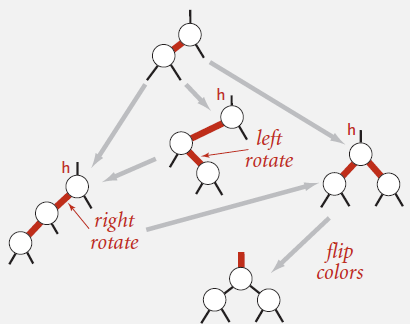 h
h
left
rotate
h
right
rotate
flip
colors